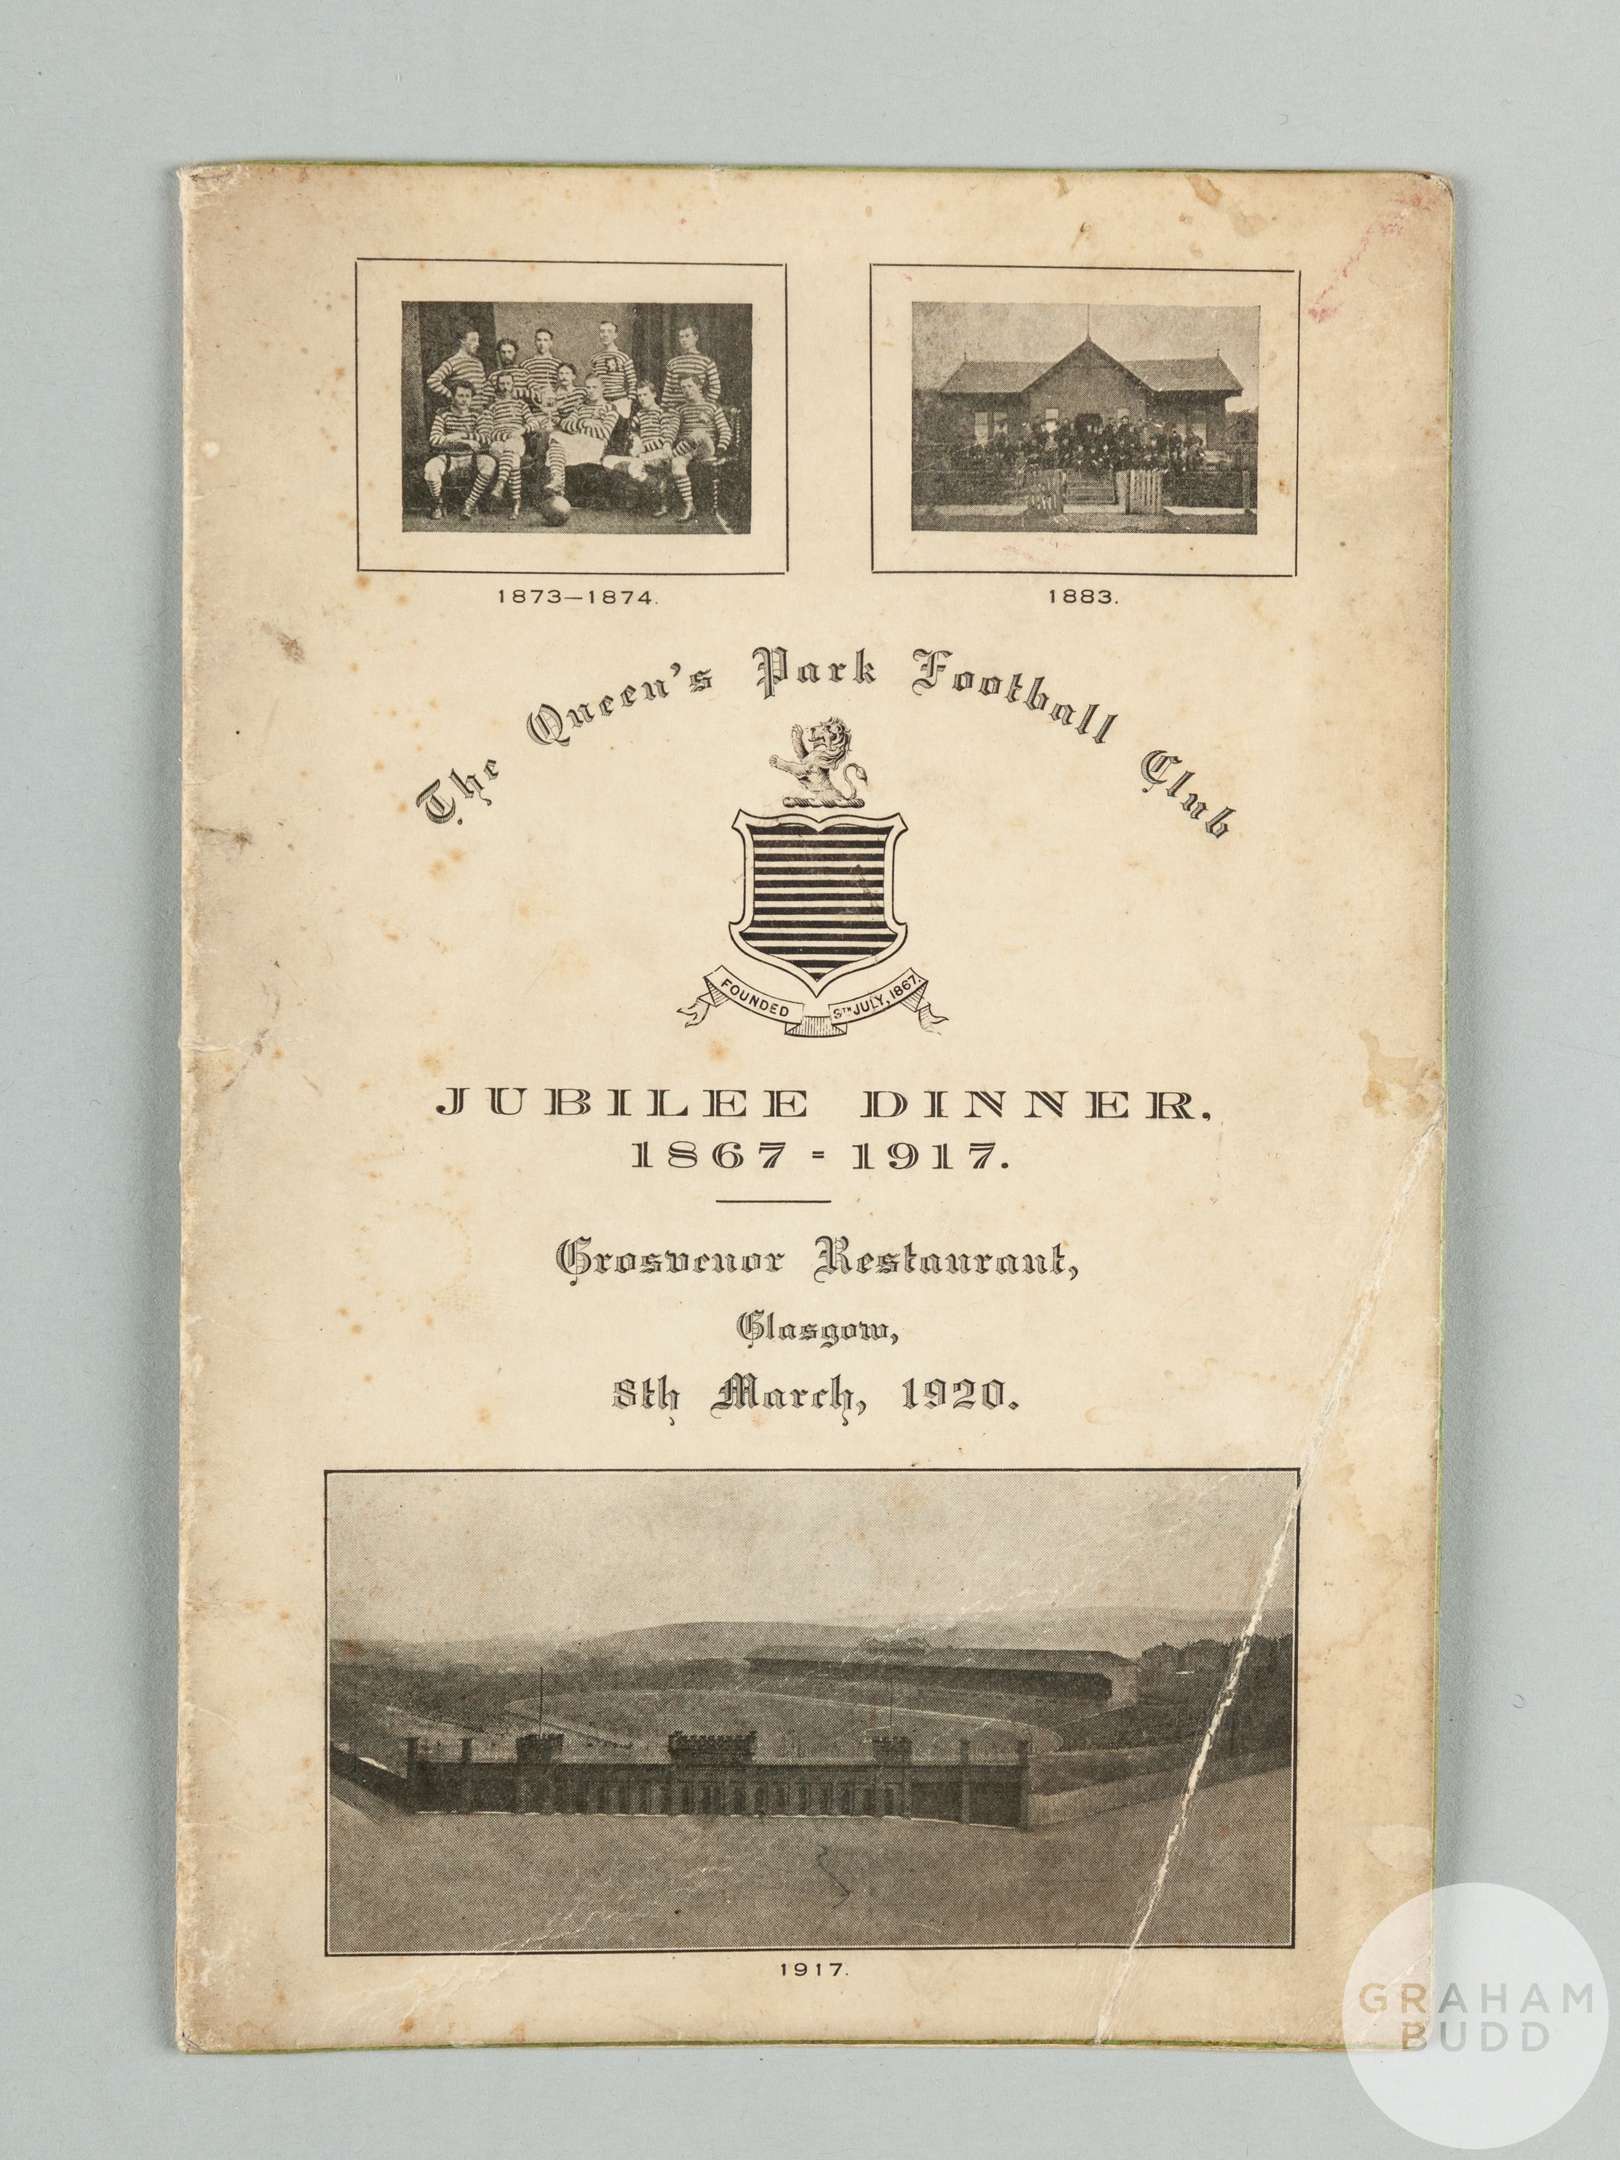 1873–1874.
1883.
The Queen's Park Football Club
FOUNDED 9TH JULY, 1867.
JUBILEE DINNER,
1867 - 1917.
Grosvenor Restaurant,
Glasgow,
8th March, 1920.
1917.
GRAHAM
BUDD